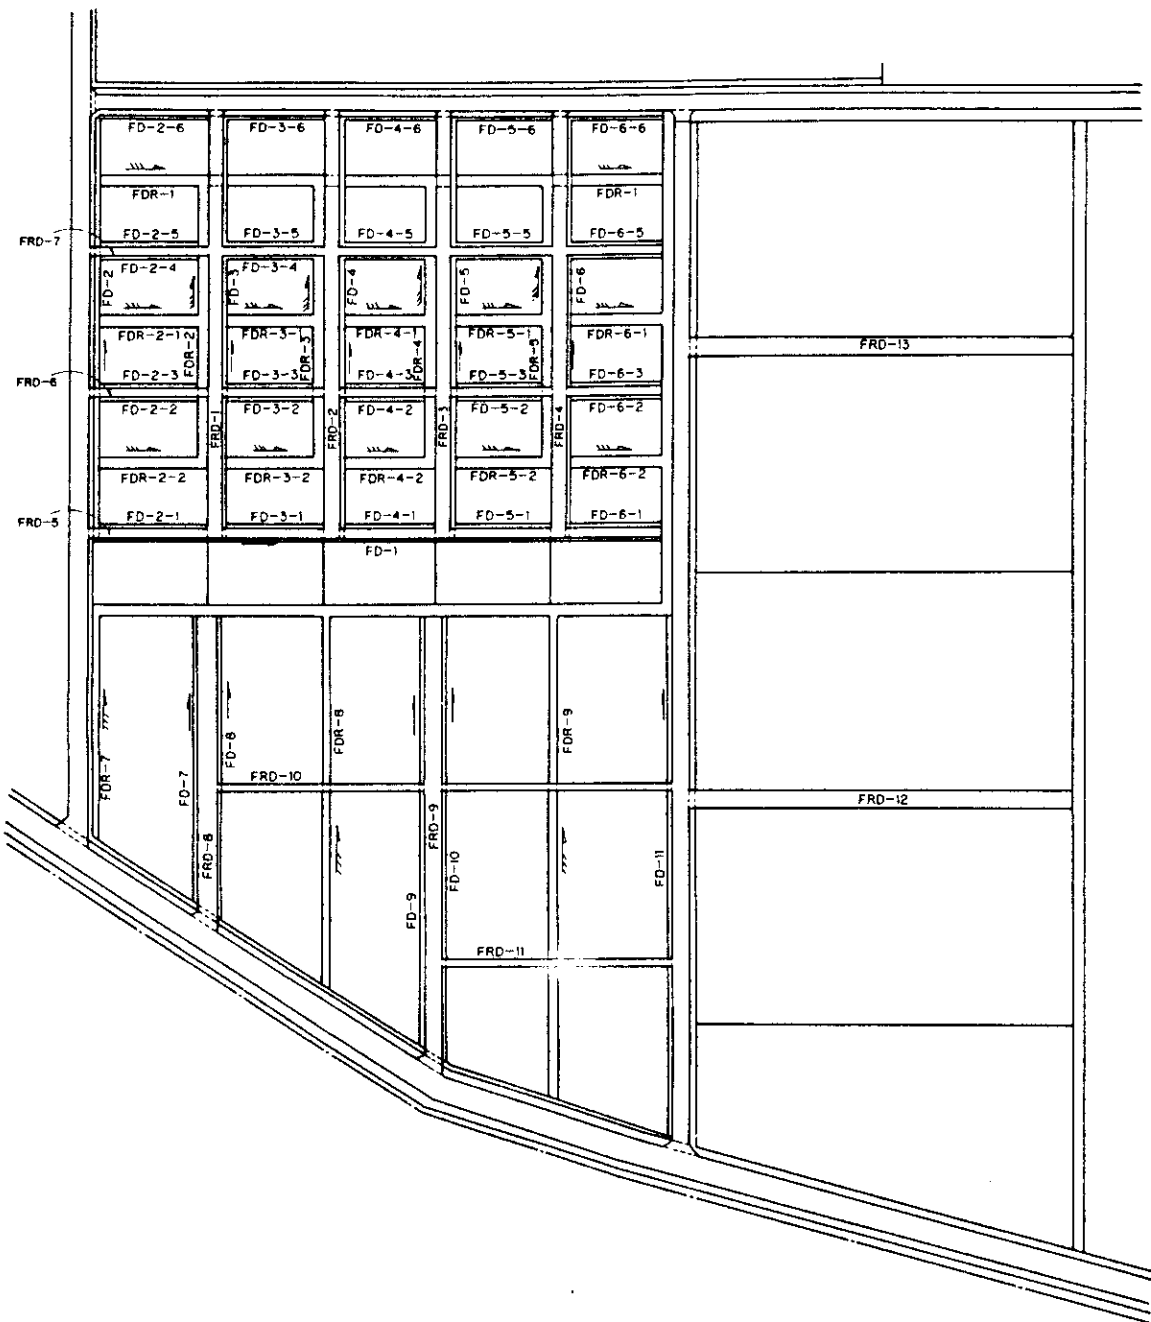 FD-2-6 FD-3-6 FD-4-6 FD-5-6 FD-6-6
FDR-1 FDR-1
FRD-7 FD-2-5 FD-3-5 FD-4-5 FD-5-5 FD-6-5
FD-2-4 FD-3-4
FD-2 FD-3 FD-4 FD-5 FD-6
FDR-2-1 FDR-3-1 FDR-4-1 FDR-5-1 FDR-6-1
FRD-13
FDR-2 FDR-3 FDR-4 FDR-5
FRD-6 FD-2-3 FD-3-3 FD-4-3 FD-5-3 FD-6-3
FD-2-2 FD-3-2 FD-4-2 FD-5-2 FD-6-2
FRD-1 FRD-2 FRD-3 FRD-4
FDR-2-2 FDR-3-2 FDR-4-2 FDR-5-2 FDR-6-2
FRD-5 FD-2-1 FD-3-1 FD-4-1 FD-5-1 FD-6-1
FD-1
FDR-7 FD-7 FD-8 FDR-8 FDR-9
FRD-10
FRD-12
FRD-8 FRD-9 FD-10 FD-11
FD-9
FRD-11